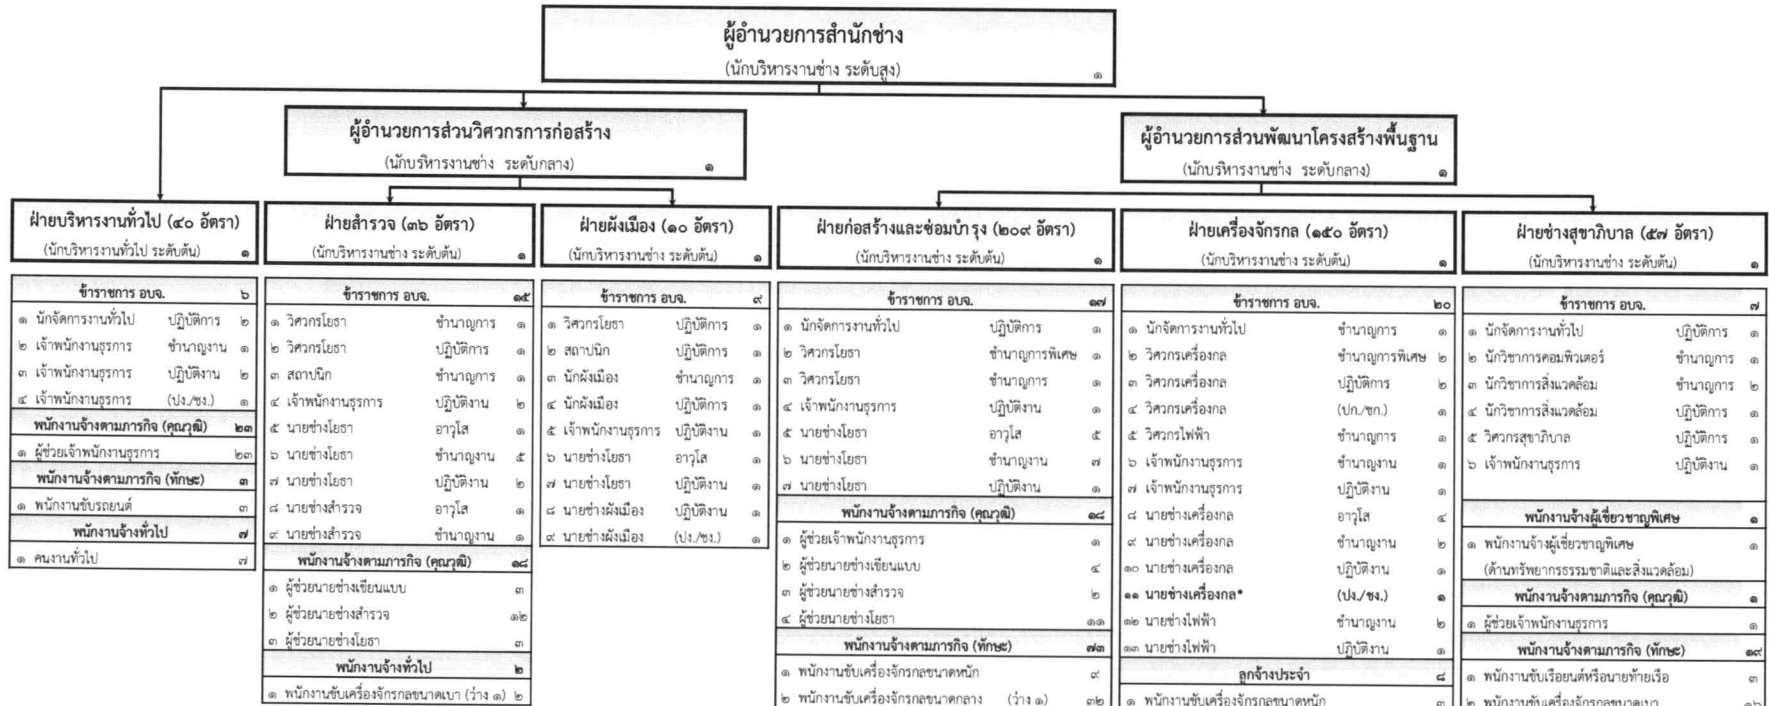 ผู้อำนวยการสำนักช่าง
(นักบริหารงานช่าง ระดับสูง) ๑
ผู้อำนวยการส่วนวิศวกรการก่อสร้าง
(นักบริหารงานช่าง ระดับกลาง) ๑
ผู้อำนวยการส่วนพัฒนาโครงสร้างพื้นฐาน
(นักบริหารงานช่าง ระดับกลาง) ๑
ฝ่ายบริหารงานทั่วไป (๔๐ อัตรา)
(นักบริหารงานทั่วไป ระดับต้น) ๑
ข้าราชการ อบจ. ๖
๑ นักจัดการงานทั่วไป ปฏิบัติการ ๒
๒ เจ้าพนักงานธุรการ ชำนาญงาน ๑
๓ เจ้าพนักงานธุรการ ปฏิบัติงาน ๒
๔ เจ้าพนักงานธุรการ (ปง./ชง.) ๑
พนักงานจ้างตามภารกิจ (คุณวุฒิ) ๒๓
๑ ผู้ช่วยเจ้าพนักงานธุรการ ๒๓
พนักงานจ้างตามภารกิจ (ทักษะ) ๓
๑ พนักงานขับรถยนต์ ๓
พนักงานจ้างทั่วไป ๗
๑ คนงานทั่วไป ๗
ฝ่ายสำรวจ (๓๖ อัตรา)
(นักบริหารงานช่าง ระดับต้น) ๑
ข้าราชการ อบจ. ๑๕
๑ วิศวกรโยธา ชำนาญการ ๑
๒ วิศวกรโยธา ปฏิบัติการ ๑
๓ สถาปนิก ชำนาญการ ๑
๔ เจ้าพนักงานธุรการ ปฏิบัติงาน ๒
๕ นายช่างโยธา อาวุโส ๑
๖ นายช่างโยธา ชำนาญงาน ๕
๗ นายช่างโยธา ปฏิบัติงาน ๒
๘ นายช่างสำรวจ อาวุโส ๑
๙ นายช่างสำรวจ ชำนาญงาน ๑
พนักงานจ้างตามภารกิจ (คุณวุฒิ) ๑๘
๑ ผู้ช่วยนายช่างเขียนแบบ ๓
๒ ผู้ช่วยนายช่างสำรวจ ๑๒
๓ ผู้ช่วยนายช่างโยธา ๓
พนักงานจ้างทั่วไป ๒
๑ พนักงานขับเครื่องจักรกลขนาดเบา (ว่าง ๑) ๒
ฝ่ายผังเมือง (๑๐ อัตรา)
(นักบริหารงานช่าง ระดับต้น) ๑
ข้าราชการ อบจ. ๙
๑ วิศวกรโยธา ปฏิบัติการ ๑
๒ สถาปนิก ปฏิบัติการ ๑
๓ นักผังเมือง ชำนาญการ ๑
๔ นักผังเมือง ปฏิบัติการ ๑
๕ เจ้าพนักงานธุรการ ปฏิบัติงาน ๑
๖ นายช่างโยธา อาวุโส ๑
๗ นายช่างโยธา ปฏิบัติงาน ๑
๘ นายช่างผังเมือง ปฏิบัติงาน ๑
๙ นายช่างผังเมือง (ปง./ชง.) ๑
ฝ่ายก่อสร้างและซ่อมบำรุง (๒๐๙ อัตรา)
(นักบริหารงานช่าง ระดับต้น) ๑
ข้าราชการ อบจ. ๑๗
๑ นักจัดการงานทั่วไป ปฏิบัติการ ๑
๒ วิศวกรโยธา ชำนาญการพิเศษ ๑
๓ วิศวกรโยธา ชำนาญการ ๑
๔ เจ้าพนักงานธุรการ ปฏิบัติงาน ๑
๕ นายช่างโยธา อาวุโส ๕
๖ นายช่างโยธา ชำนาญงาน ๗
๗ นายช่างโยธา ปฏิบัติงาน ๑
พนักงานจ้างตามภารกิจ (คุณวุฒิ) ๑๘
๑ ผู้ช่วยเจ้าพนักงานธุรการ ๑
๒ ผู้ช่วยนายช่างเขียนแบบ ๔
๓ ผู้ช่วยนายช่างสำรวจ ๒
๔ ผู้ช่วยนายช่างโยธา ๑๑
พนักงานจ้างตามภารกิจ (ทักษะ) ๗๓
๑ พนักงานขับเครื่องจักรกลขนาดหนัก ๙
๒ พนักงานขับเครื่องจักรกลขนาดกลาง (ว่าง ๑) ๓๒
ฝ่ายเครื่องจักรกล (๑๕๐ อัตรา)
(นักบริหารงานช่าง ระดับต้น) ๑
ข้าราชการ อบจ. ๒๐
๑ นักจัดการงานทั่วไป ชำนาญการ ๑
๒ วิศวกรเครื่องกล ชำนาญการพิเศษ ๒
๓ วิศวกรเครื่องกล ปฏิบัติการ ๒
๔ วิศวกรเครื่องกล (ปก./ชก.) ๑
๕ วิศวกรไฟฟ้า ชำนาญการ ๑
๖ เจ้าพนักงานธุรการ ชำนาญงาน ๑
๗ เจ้าพนักงานธุรการ ปฏิบัติงาน ๑
๘ นายช่างเครื่องกล อาวุโส ๔
๙ นายช่างเครื่องกล ชำนาญงาน ๒
๑๐ นายช่างเครื่องกล ปฏิบัติงาน ๑
๑๑ นายช่างเครื่องกล* (ปง./ชง.) ๑
๑๒ นายช่างไฟฟ้า ชำนาญงาน ๒
๑๓ นายช่างไฟฟ้า ปฏิบัติงาน ๑
ลูกจ้างประจำ ๘
๑ พนักงานขับเครื่องจักรกลขนาดหนัก ๓
ฝ่ายช่างสุขาภิบาล (๕๗ อัตรา)
(นักบริหารงานช่าง ระดับต้น) ๑
ข้าราชการ อบจ. ๗
๑ นักจัดการงานทั่วไป ปฏิบัติการ ๑
๒ นักวิชาการคอมพิวเตอร์ ชำนาญการ ๑
๓ นักวิชาการสิ่งแวดล้อม ชำนาญการ ๒
๔ นักวิชาการสิ่งแวดล้อม ปฏิบัติการ ๑
๕ วิศวกรสุขาภิบาล ปฏิบัติการ ๑
๖ เจ้าพนักงานธุรการ ปฏิบัติงาน ๑
พนักงานจ้างผู้เชี่ยวชาญพิเศษ ๑
๑ พนักงานจ้างผู้เชี่ยวชาญพิเศษ ๑
(ด้านทรัพยากรธรรมชาติและสิ่งแวดล้อม)
พนักงานจ้างตามภารกิจ (คุณวุฒิ) ๑
๑ ผู้ช่วยเจ้าพนักงานธุรการ ๑
พนักงานจ้างตามภารกิจ (ทักษะ) ๑๙
๑ พนักงานขับเรือยนต์หรือนายท้ายเรือ ๓
๒ พนักงานขับเครื่องจักรกลขนาดเบา ๑๖